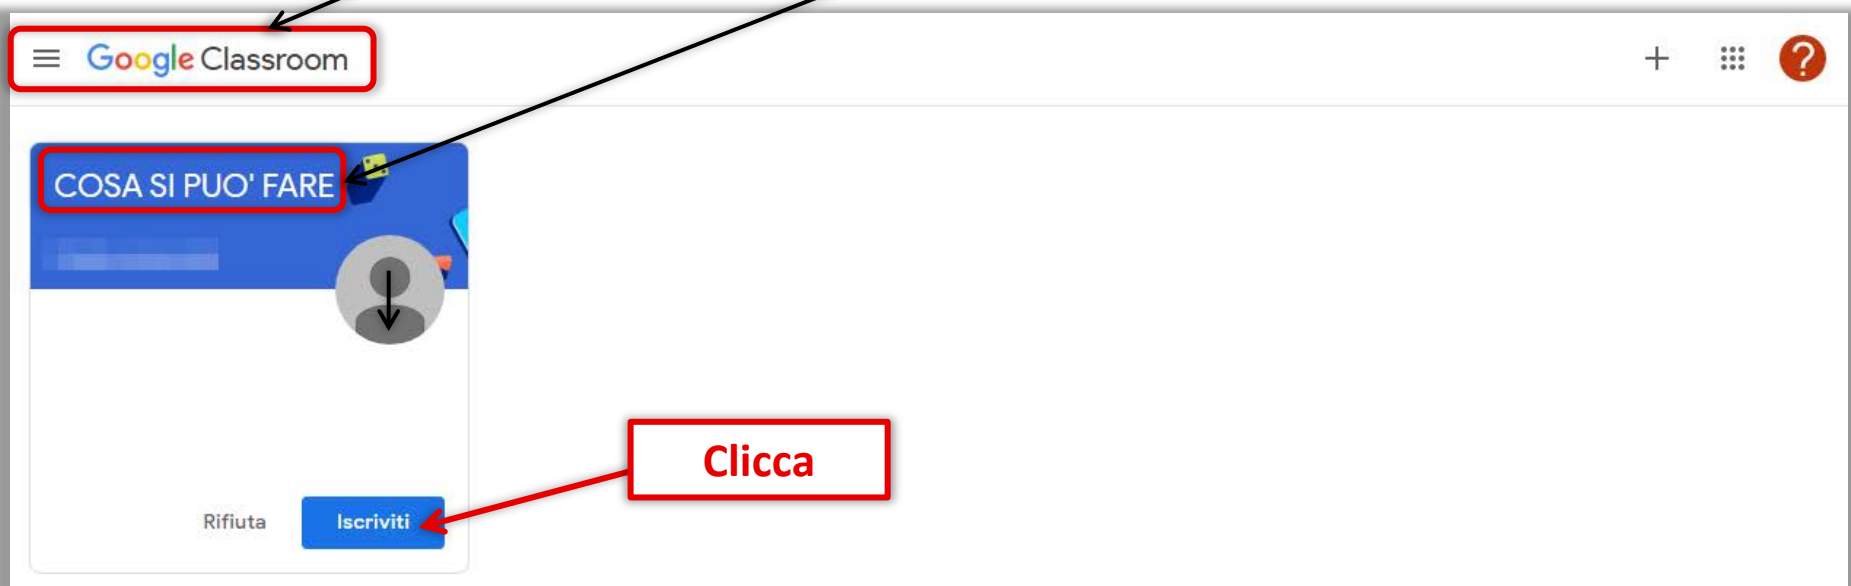 Google Classroom
?
COSA SI PUO' FARE
Clicca
Rifiuta
Iscriviti